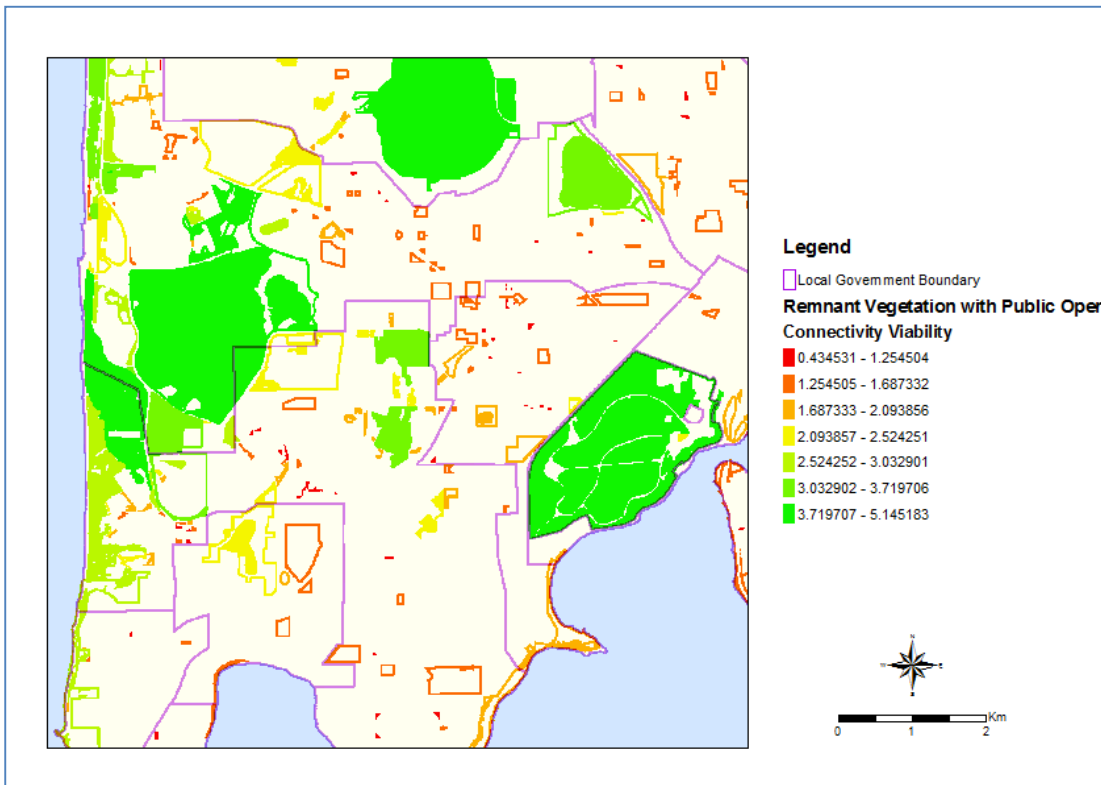 Legend
Local Government Boundary
Remnant Vegetation with Public Oper
Connectivity Viability
0.434531 - 1.254504
1.254505 - 1.687332
1.687333 - 2.093856
2.093857 - 2.524251
2.524252 - 3.032901
3.032902 - 3.719706
3.719707 - 5.145183
N
E
Km
0 1 2